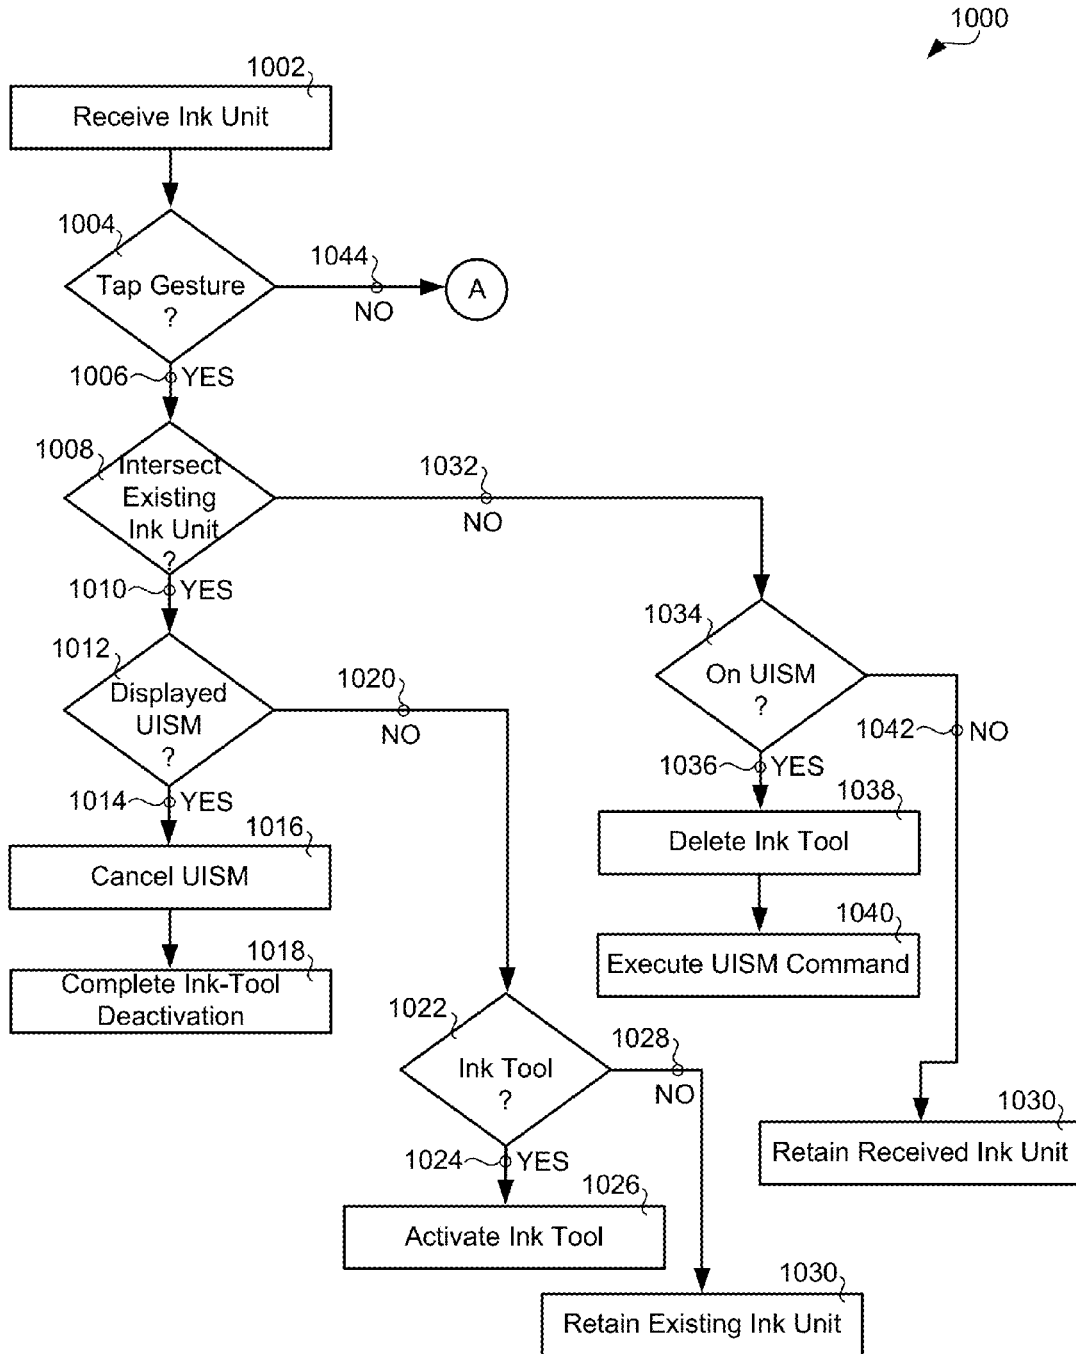 1000
1002
Receive Ink Unit
1004
Tap Gesture
?
1044
NO
A
1006
YES
1008
Intersect
Existing
Ink Unit
?
1032
NO
1010
YES
1012
Displayed
UISM
?
1020
NO
1034
On UISM
?
1042
NO
1036
YES
1014
YES
1016
Cancel UISM
1038
Delete Ink Tool
1018
Complete Ink-Tool
Deactivation
1040
Execute UISM Command
1022
Ink Tool
?
1028
NO
1024
YES
1026
Activate Ink Tool
1030
Retain Received Ink Unit
1030
Retain Existing Ink Unit